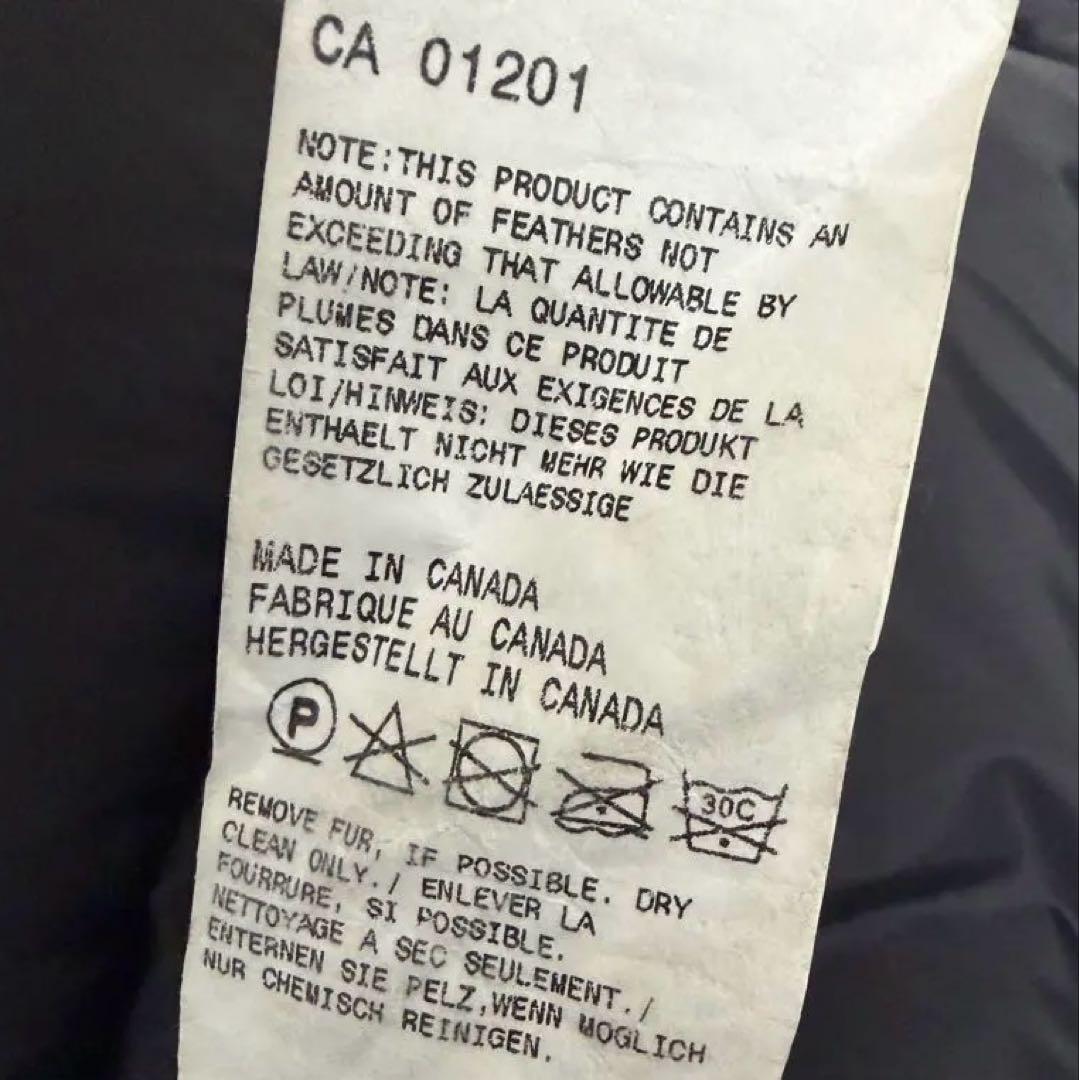 CA 01201
NOTE:THIS PRODUCT CONTAINS AN
AMOUNT OF FEATHERS NOT
EXCEEDING THAT ALLOWABLE BY
LAW/NOTE: LA QUANTITE DE
PLUMES DANS CE PRODUIT
SATISFAIT AUX EXIGENCES DE LA
LOI/HINWEIS: DIESES PRODUKT
ENTHAELT NICHT MEHR WIE DIE
GESETZLICH ZULAESSIGE
MADE IN CANADA
FABRIQUE AU CANADA
HERGESTELLT IN CANADA
P 30C
REMOVE FUR, IF POSSIBLE. DRY
CLEAN ONLY./ ENLEVER LA
FOURRURE, SI POSSIBLE.
NETTOYAGE A SEC SEULEMENT./
ENTERNEN SIE PELZ,WENN MOGLICH
NUR CHEMISCH REINIGEN.